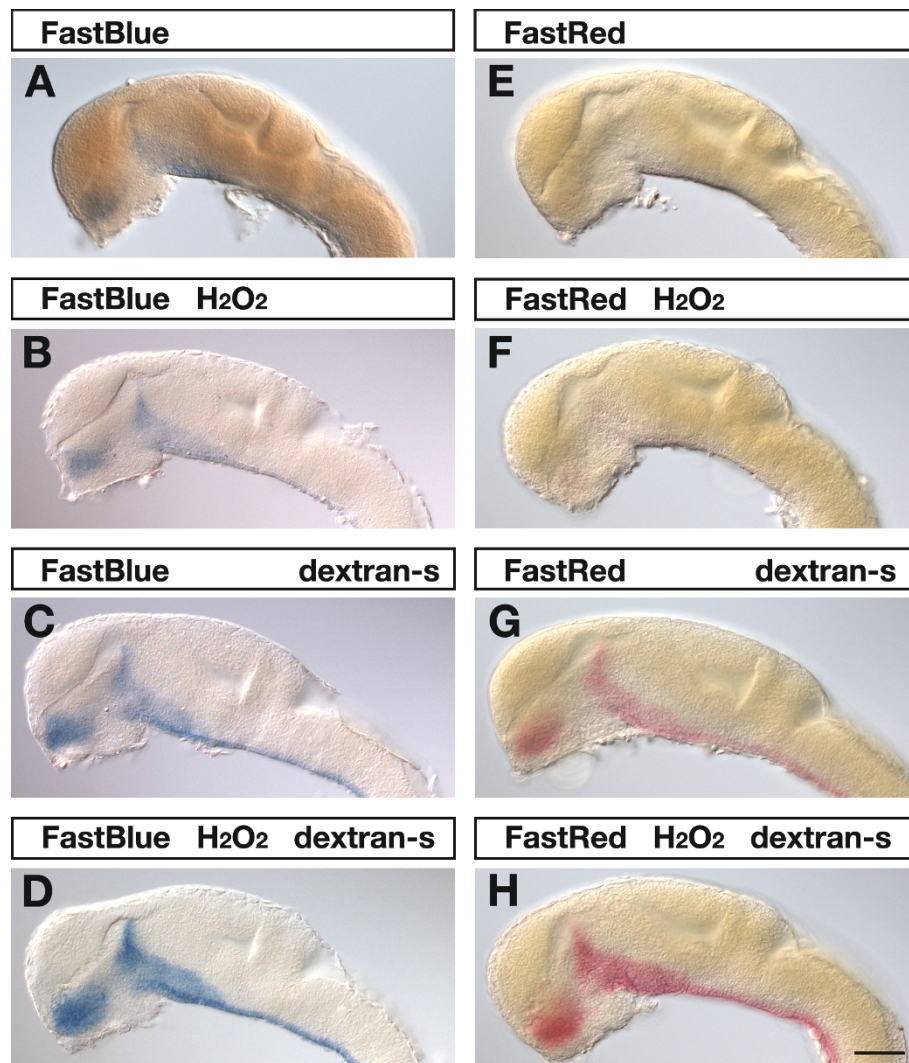 FastBlue
FastRed
A
E
FastBlue H2O2
FastRed H2O2
B
F
FastBlue dextran-s
FastRed dextran-s
C
G
FastBlue H2O2 dextran-s
FastRed H2O2 dextran-s
D
H